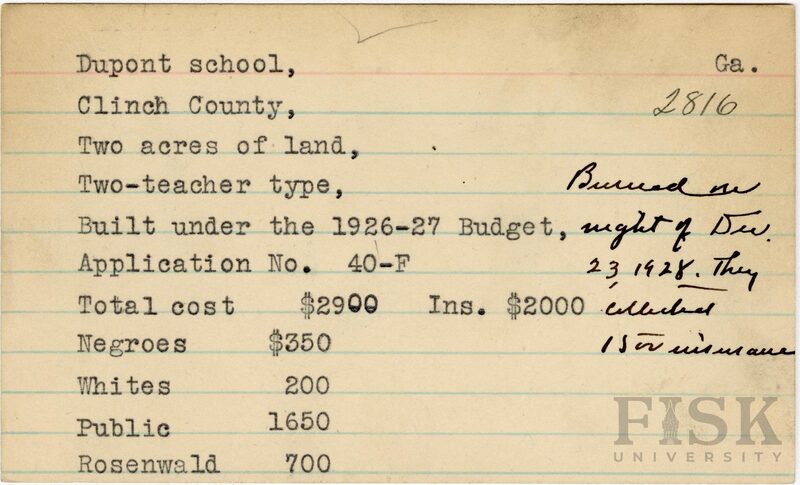 Dupont school, Ga.
Clinch County, 2816
Two acres of land,
Two-teacher type, Burned on
Built under the 1926-27 Budget, night of Dec.
Application No. 40-F 23, 1928. They
Total cost $2900 Ins. $2000 collected
Negroes $350 1500 insurance
Whites 200
Public 1650
Rosenwald 700
FISK
UNIVERSITY